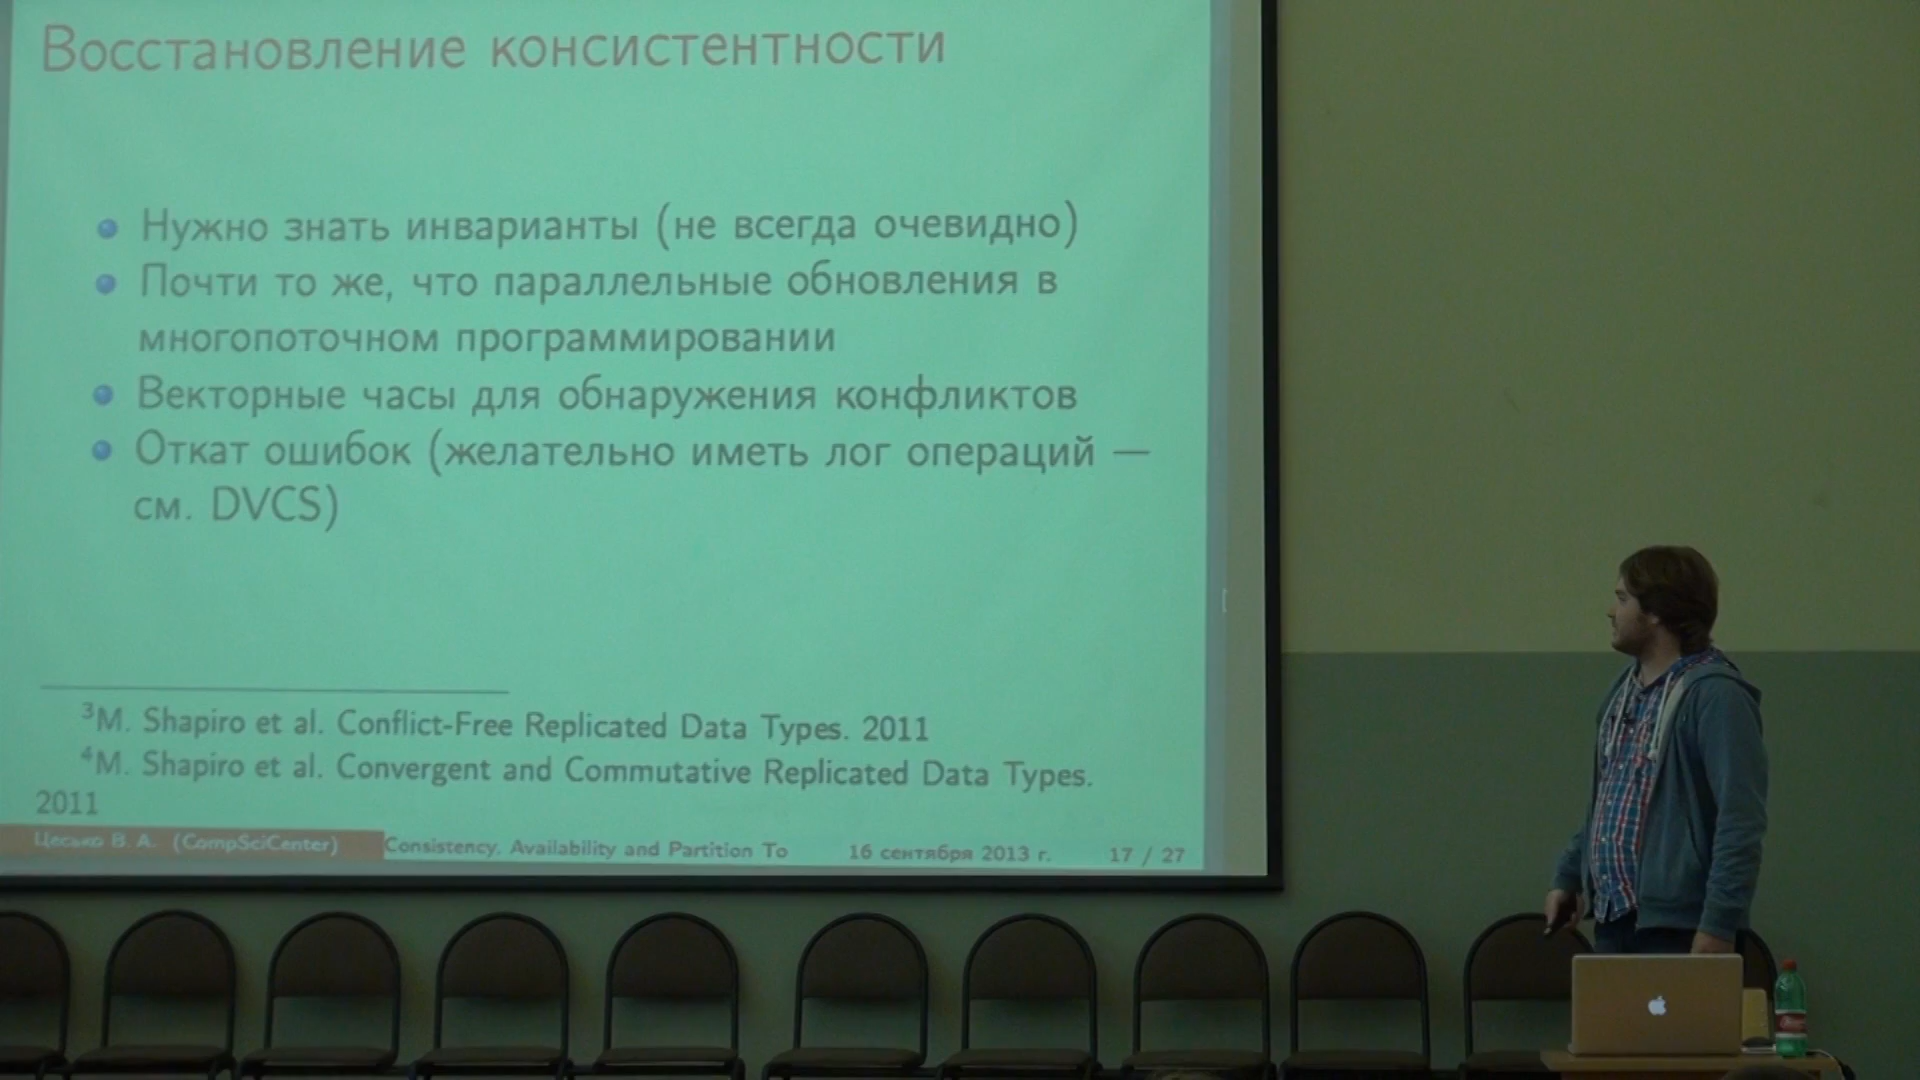 Восстановление консистентности
Нужно знать инварианты (не всегда очевидно)
Почти то же, что параллельные обновления в
многопоточном программировании
Векторные часы для обнаружения конфликтов
Откат ошибок (желательно иметь лог операций —
см. DVCS)
3M. Shapiro et al. Conflict-Free Replicated Data Types. 2011
4M. Shapiro et al. Convergent and Commutative Replicated Data Types.
2011
Цесько В. А. (CompSciCenter) Consistency, Availability and Partition To 16 сентября 2013 г. 17 / 27